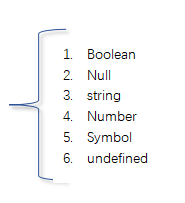 1. Boolean
2. Null
3. string
4. Number
5. Symbol
6. undefined